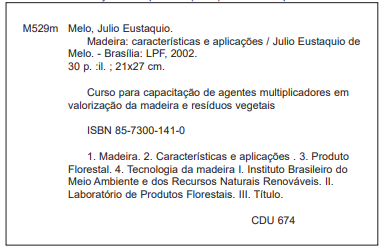 M529m Melo, Julio Eustaquio.
Madeira: características e aplicações / Julio Eustaquio de
Melo. - Brasília: LPF, 2002.
30 p. :il. ; 21x27 cm.
Curso para capacitação de agentes multiplicadores em
valorização da madeira e resíduos vegetais
ISBN 85-7300-141-0
1. Madeira. 2. Características e aplicações . 3. Produto
Florestal. 4. Tecnologia da madeira I. Instituto Brasileiro do
Meio Ambiente e dos Recursos Naturais Renováveis. II.
Laboratório de Produtos Florestais. III. Título.
CDU 674